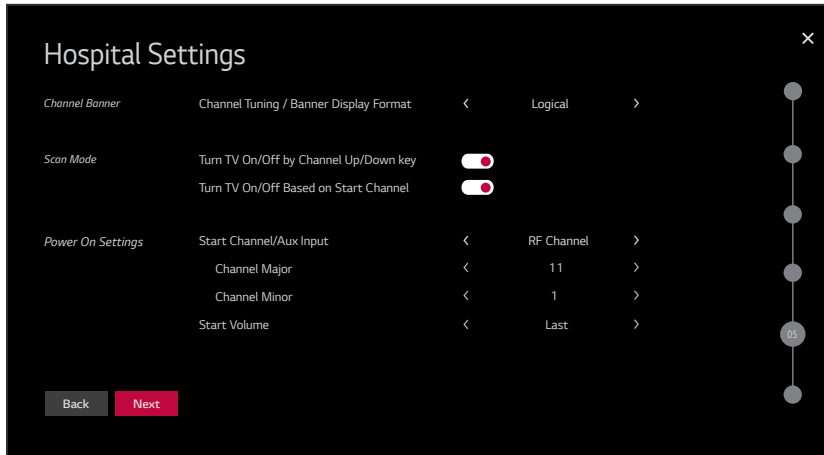 Hospital Settings
Channel Banner Channel Tuning / Banner Display Format < Logical >
Scan Mode Turn TV On/Off by Channel Up/Down key
Turn TV On/Off Based on Start Channel
Power On Settings Start Channel/Aux Input < RF Channel >
Channel Major < 11 >
Channel Minor < 1 >
Start Volume < Last >
05
Back Next